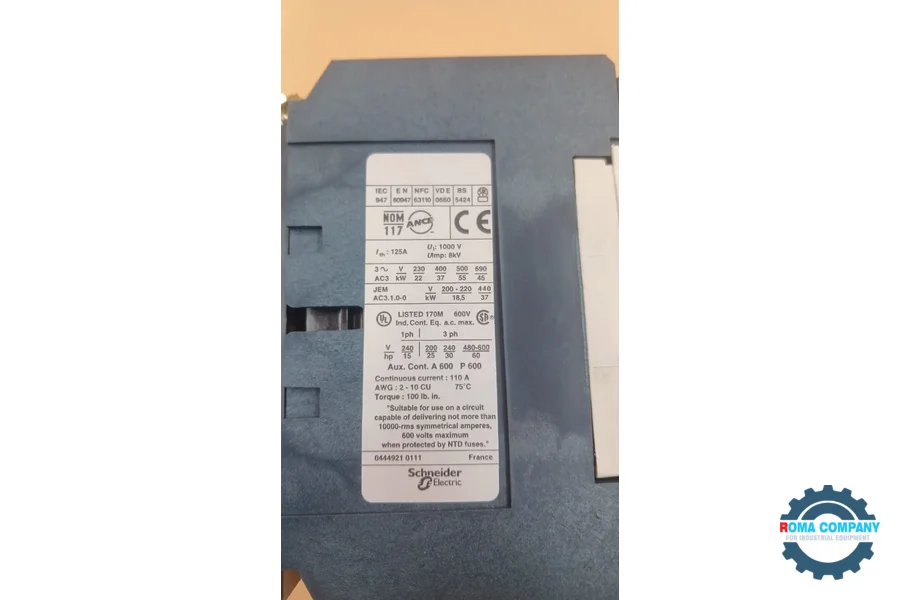 IEC EN NFC VDE BS
947 60947 63110 0660 5424
NOM
117
ANCE
CE
Ith : 125A
Ui: 1000 V
Uimp: 8kV
3~ V 230 400 500 690
AC3 kW 22 37 55 45
JEM V 200-220 440
AC3.1.0-0 kW 18,5 37
UL LISTED 170M 600V
Ind. Cont. Eq. a.c. max.
1ph 3 ph
V 240 200 240 480-600
hp 15 25 30 60
Aux. Cont. A 600 P 600
Continuous current : 110 A
AWG : 2 - 10 CU 75°C
Torque : 100 lb. in.
"Suitable for use on a circuit
capable of delivering not more than
10000-rms symmetrical amperes,
600 volts maximum
when protected by NTD fuses."
0444921 0111 France
Schneider
Electric
ROMA COMPANY
FOR INDUSTRIAL EQUIPMENT